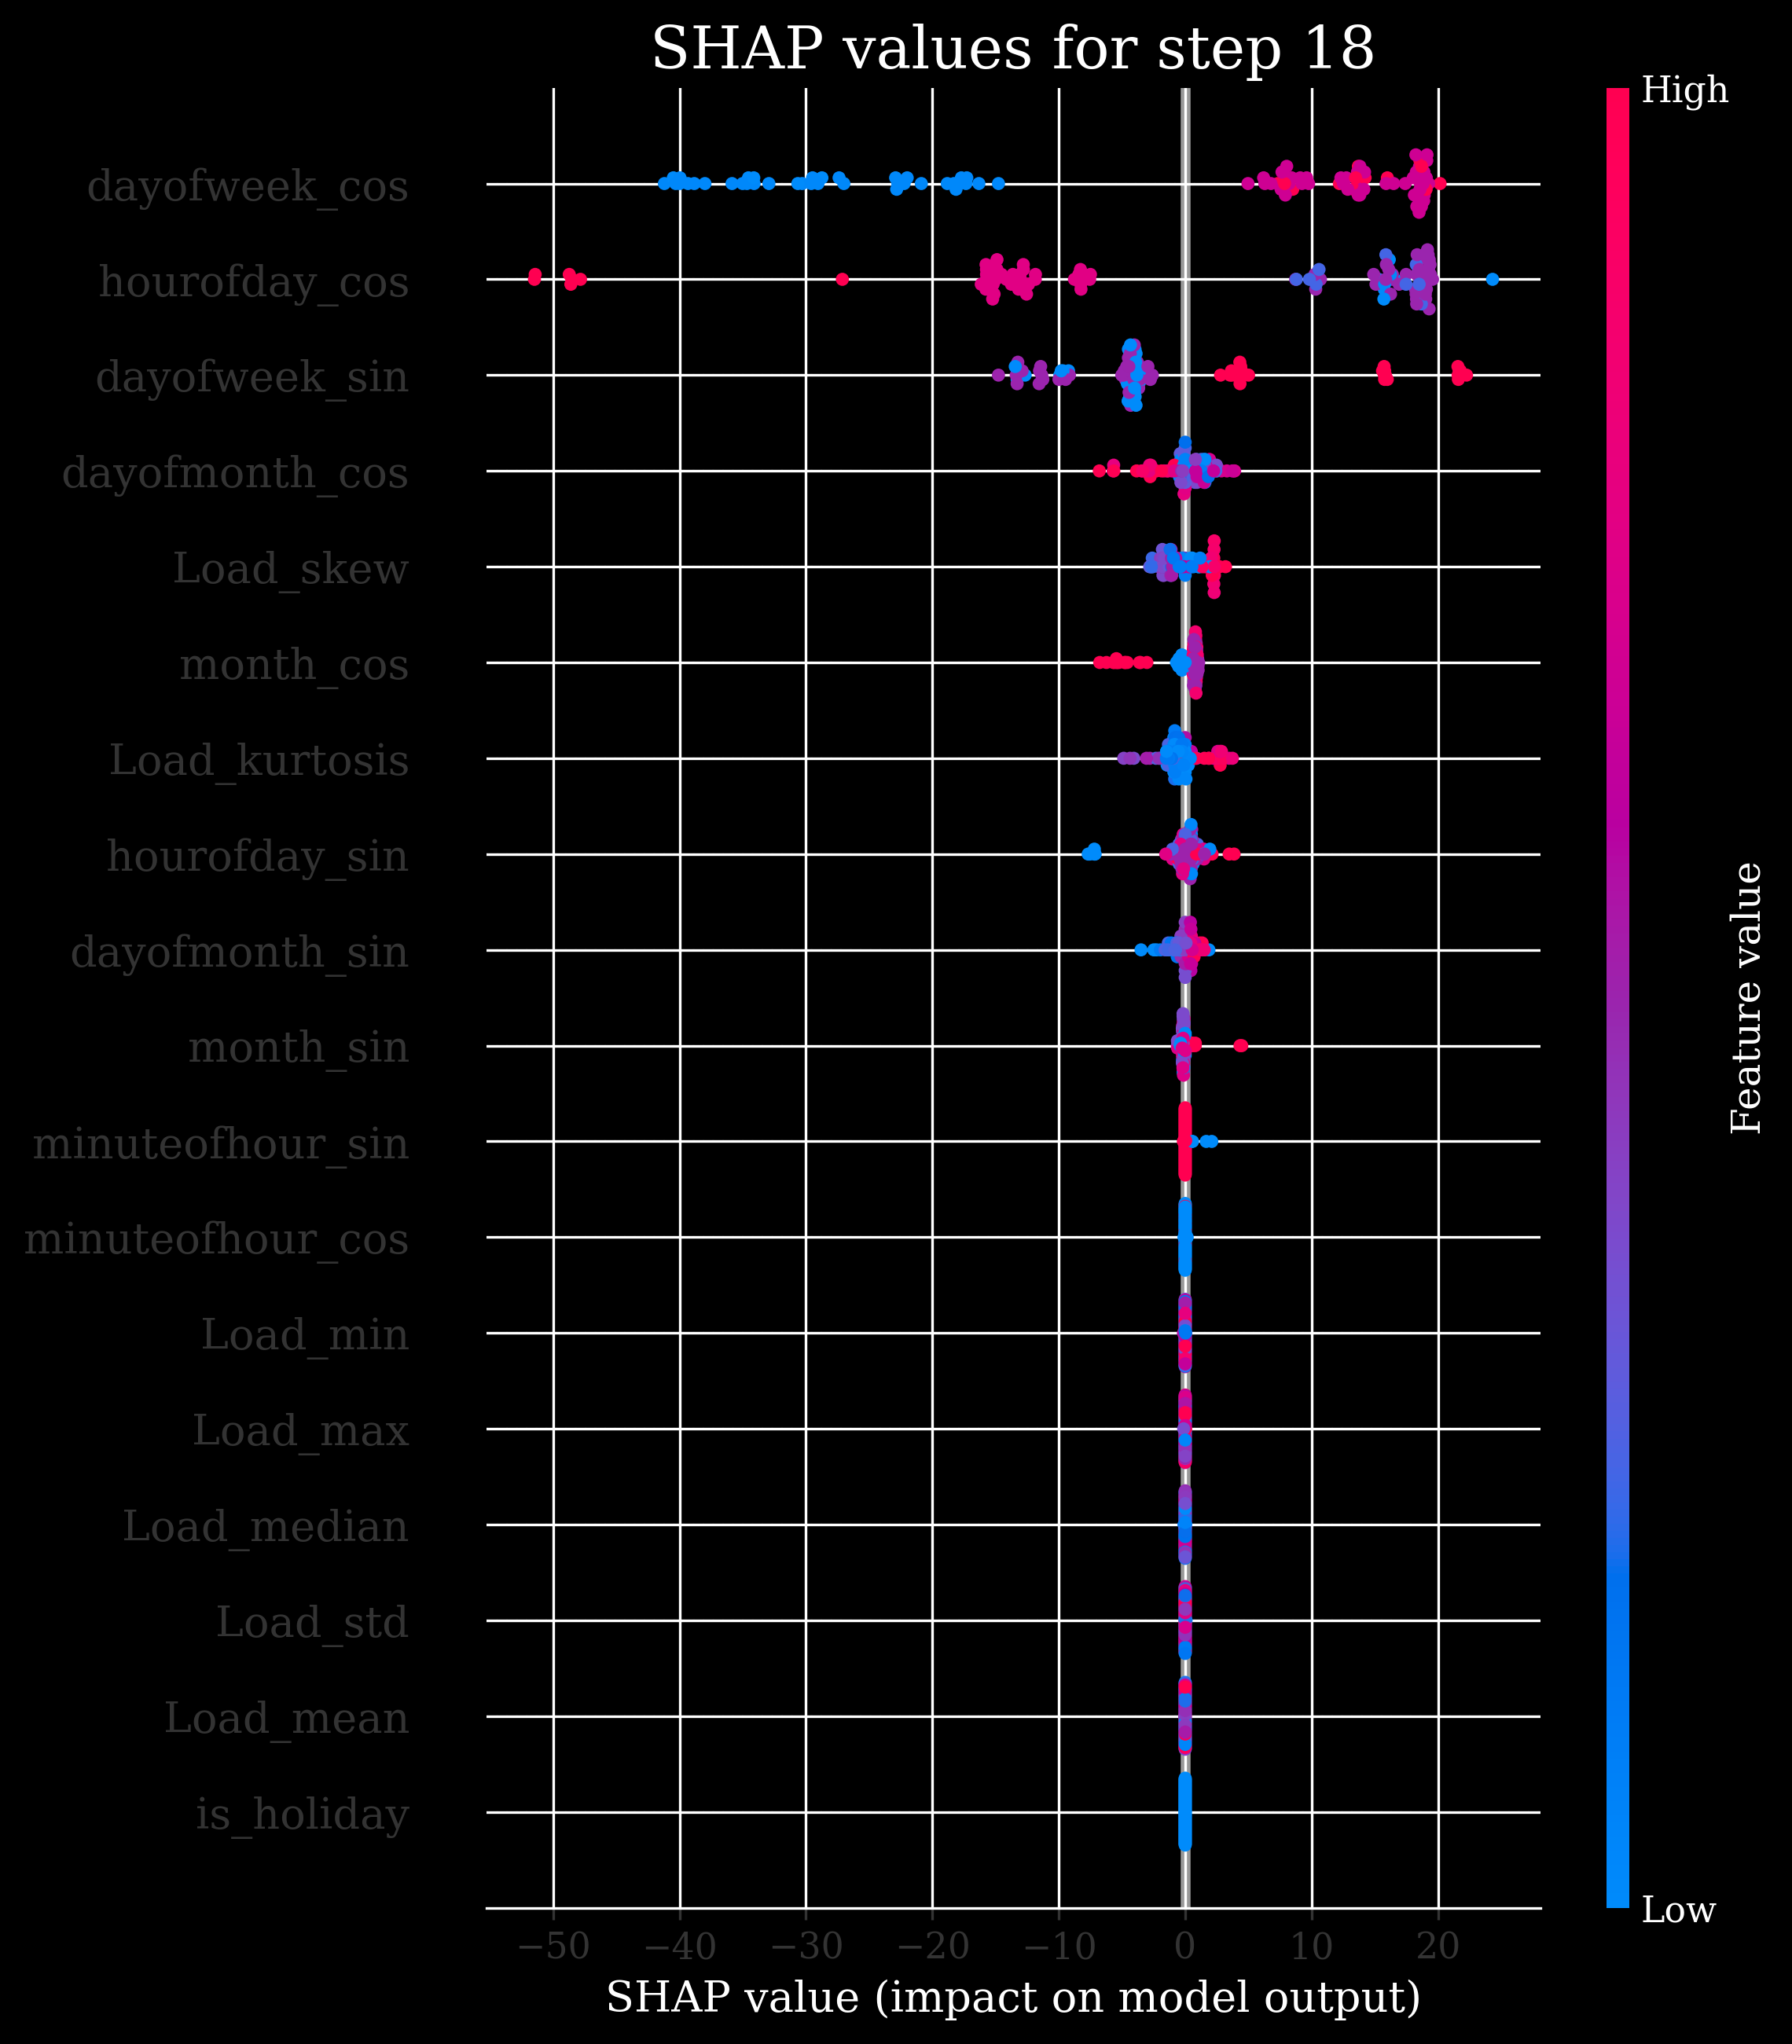 SHAP values for step 18
High
dayofweek_cos
hourofday_cos
dayofweek_sin
dayofmonth_cos
Load_skew
month_cos
Load_kurtosis
hourofday_sin
dayofmonth_sin
month_sin
minuteofhour_sin
minuteofhour_cos
Load_min
Load_max
Load_median
Load_std
Load_mean
is_holiday
Feature value
Low
−50 −40 −30 −20 −10 0 10 20
SHAP value (impact on model output)